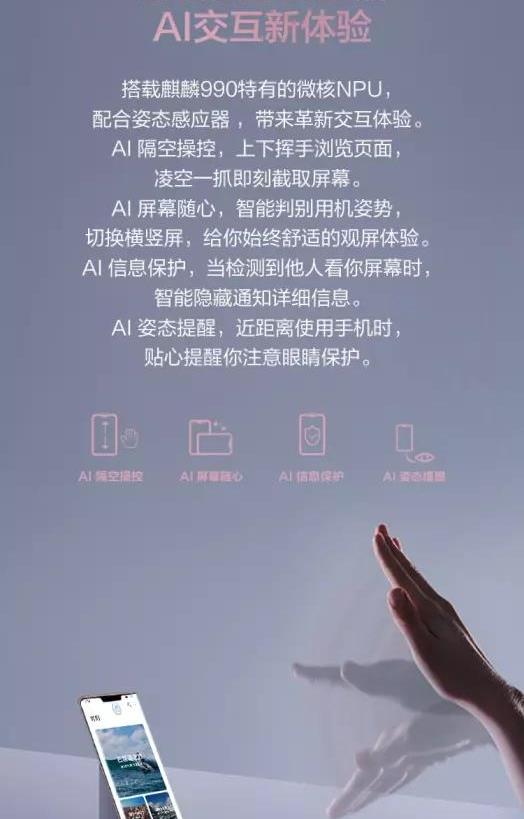 AI交互新体验
搭载麒麟990特有的微核NPU，
配合姿态感应器 ，带来革新交互体验。
AI 隔空操控，上下挥手浏览页面，
凌空一抓即刻截取屏幕。
AI 屏幕随心，智能判别用机姿势，
切换横竖屏，给你始终舒适的观屏体验。
AI 信息保护，当检测到他人看你屏幕时，
智能隐藏通知详细信息。
AI 姿态提醒，近距离使用手机时，
贴心提醒你注意眼睛保护。
AI 隔空操控 AI 屏幕随心 AI 信息保护 AI 姿态提醒